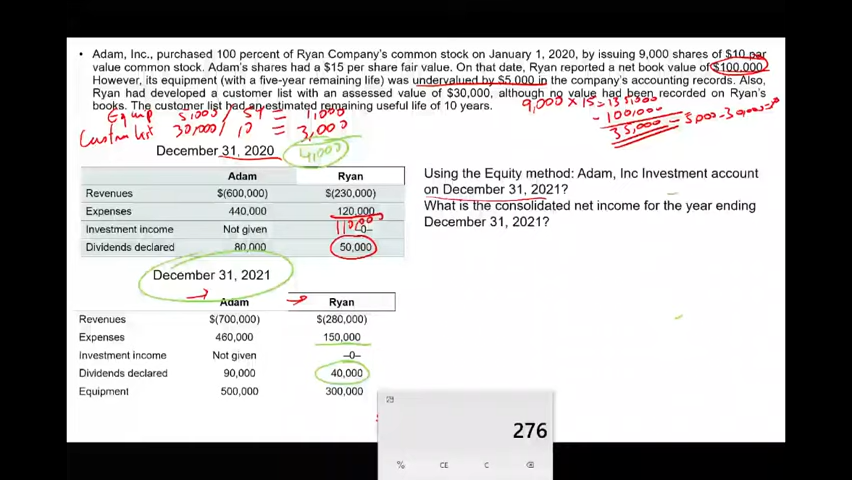 • Adam, Inc., purchased 100 percent of Ryan Company's common stock on January 1, 2020, by issuing 9,000 shares of $10 par
value common stock. Adam's shares had a $15 per share fair value. On that date, Ryan reported a net book value of $100,000.
However, its equipment (with a five-year remaining life) was undervalued by $5,000 in the company's accounting records. Also,
Ryan had developed a customer list with an assessed value of $30,000, although no value had been recorded on Ryan's
books. The customer list had an estimated remaining useful life of 10 years.
9,000 × 15 = 135,000
- 100,000
35,000 - 5,000 - 30,000 =
Equip 5,000 / 5 = 1,000
Custom list 30,000 / 10 = 3,000
4,000
December 31, 2020
Adam Ryan
Revenues $(600,000) $(230,000)
Expenses 440,000 120,000
110,000
Investment income Not given –0–
Dividends declared 80,000 50,000
December 31, 2021
Adam Ryan
Revenues $(700,000) $(280,000)
Expenses 460,000 150,000
Investment income Not given –0–
Dividends declared 90,000 40,000
Equipment 500,000 300,000
Using the Equity method: Adam, Inc Investment account
on December 31, 2021?
What is the consolidated net income for the year ending
December 31, 2021?
276
% CE C